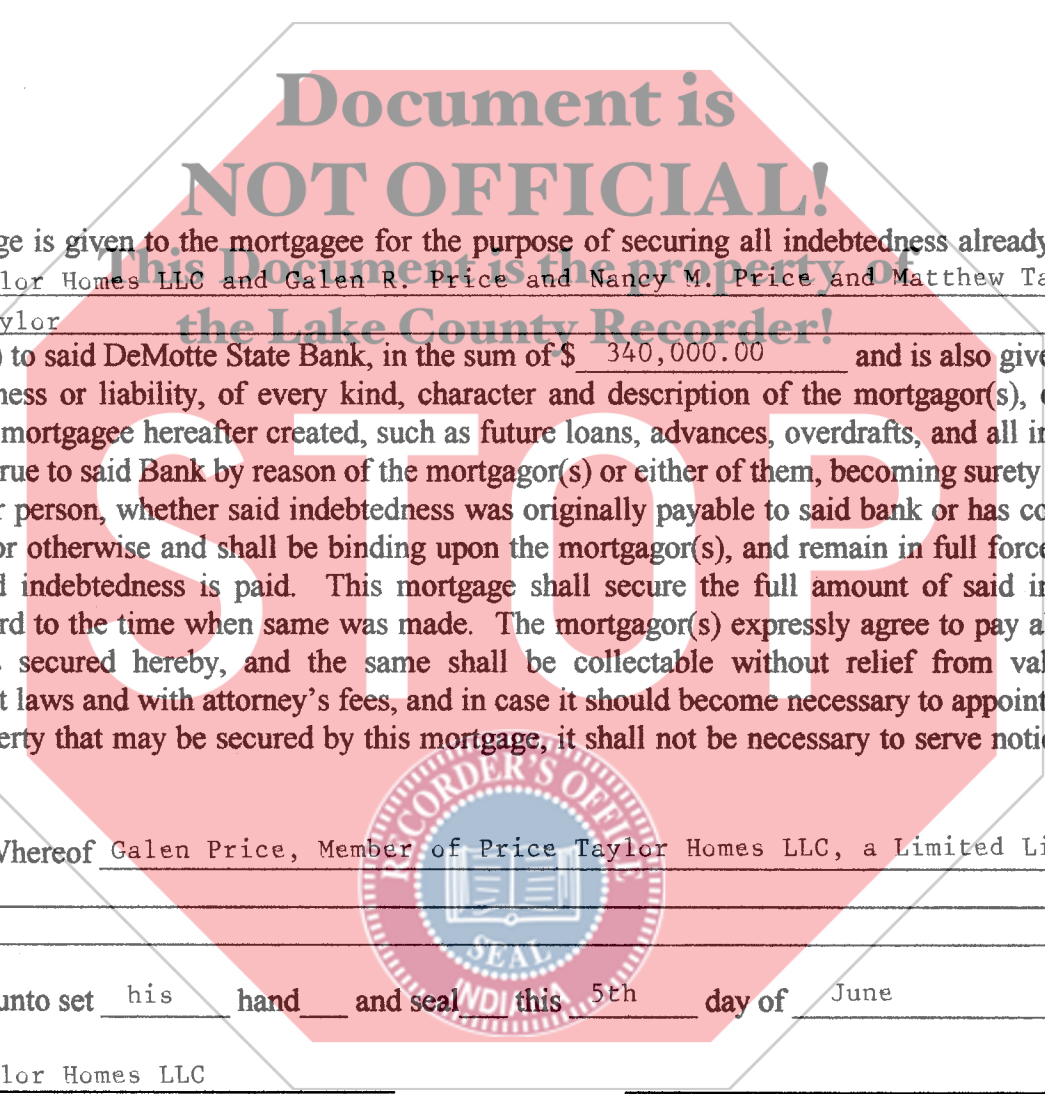 Document is
NOT OFFICIAL!
This Document is the property of
the Lake County Recorder!
STOP
ge is given to the mortgagee for the purpose of securing all indebtedness already
lor Homes LLC and Galen R. Price and Nancy M. Price and Matthew Ta
ylor
) to said DeMotte State Bank, in the sum of $ 340,000.00 and is also give
ness or liability, of every kind, character and description of the mortgagor(s),
mortgagee hereafter created, such as future loans, advances, overdrafts, and all in
rue to said Bank by reason of the mortgagor(s) or either of them, becoming surety
r person, whether said indebtedness was originally payable to said bank or has co
or otherwise and shall be binding upon the mortgagor(s), and remain in full force
d indebtedness is paid. This mortgage shall secure the full amount of said in
rd to the time when same was made. The mortgagor(s) expressly agree to pay al
secured hereby, and the same shall be collectable without relief from val
t laws and with attorney's fees, and in case it should become necessary to appoint
erty that may be secured by this mortgage, it shall not be necessary to serve notic
RECORDER'S OFFICE
SEAL
INDIANA
Whereof Galen Price, Member of Price Taylor Homes LLC, a Limited Li
unto set his hand___ and seal___ this 5th day of June
lor Homes LLC